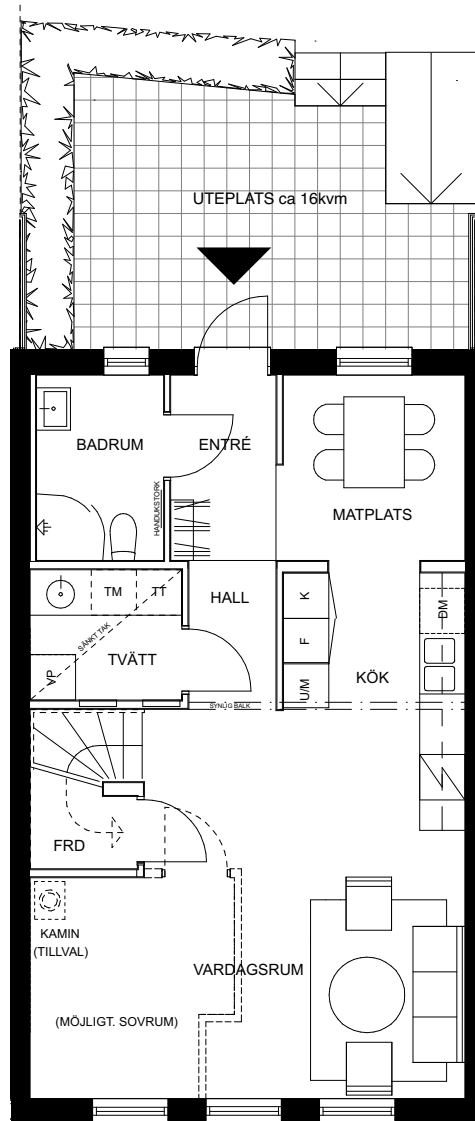 UTEPLATS ca 16kvm
BADRUM
ENTRÉ
HANDUKSTORK
MATPLATS
TM
TT
HALL
K
DM
SÄNKT TAK
TVÄTT
F
VP
KÖK
U/M
SYNLIG BALK
FRD
KAMIN
(TILLVAL)
VARDAGSRUM
(MÖJLIGT. SOVRUM)